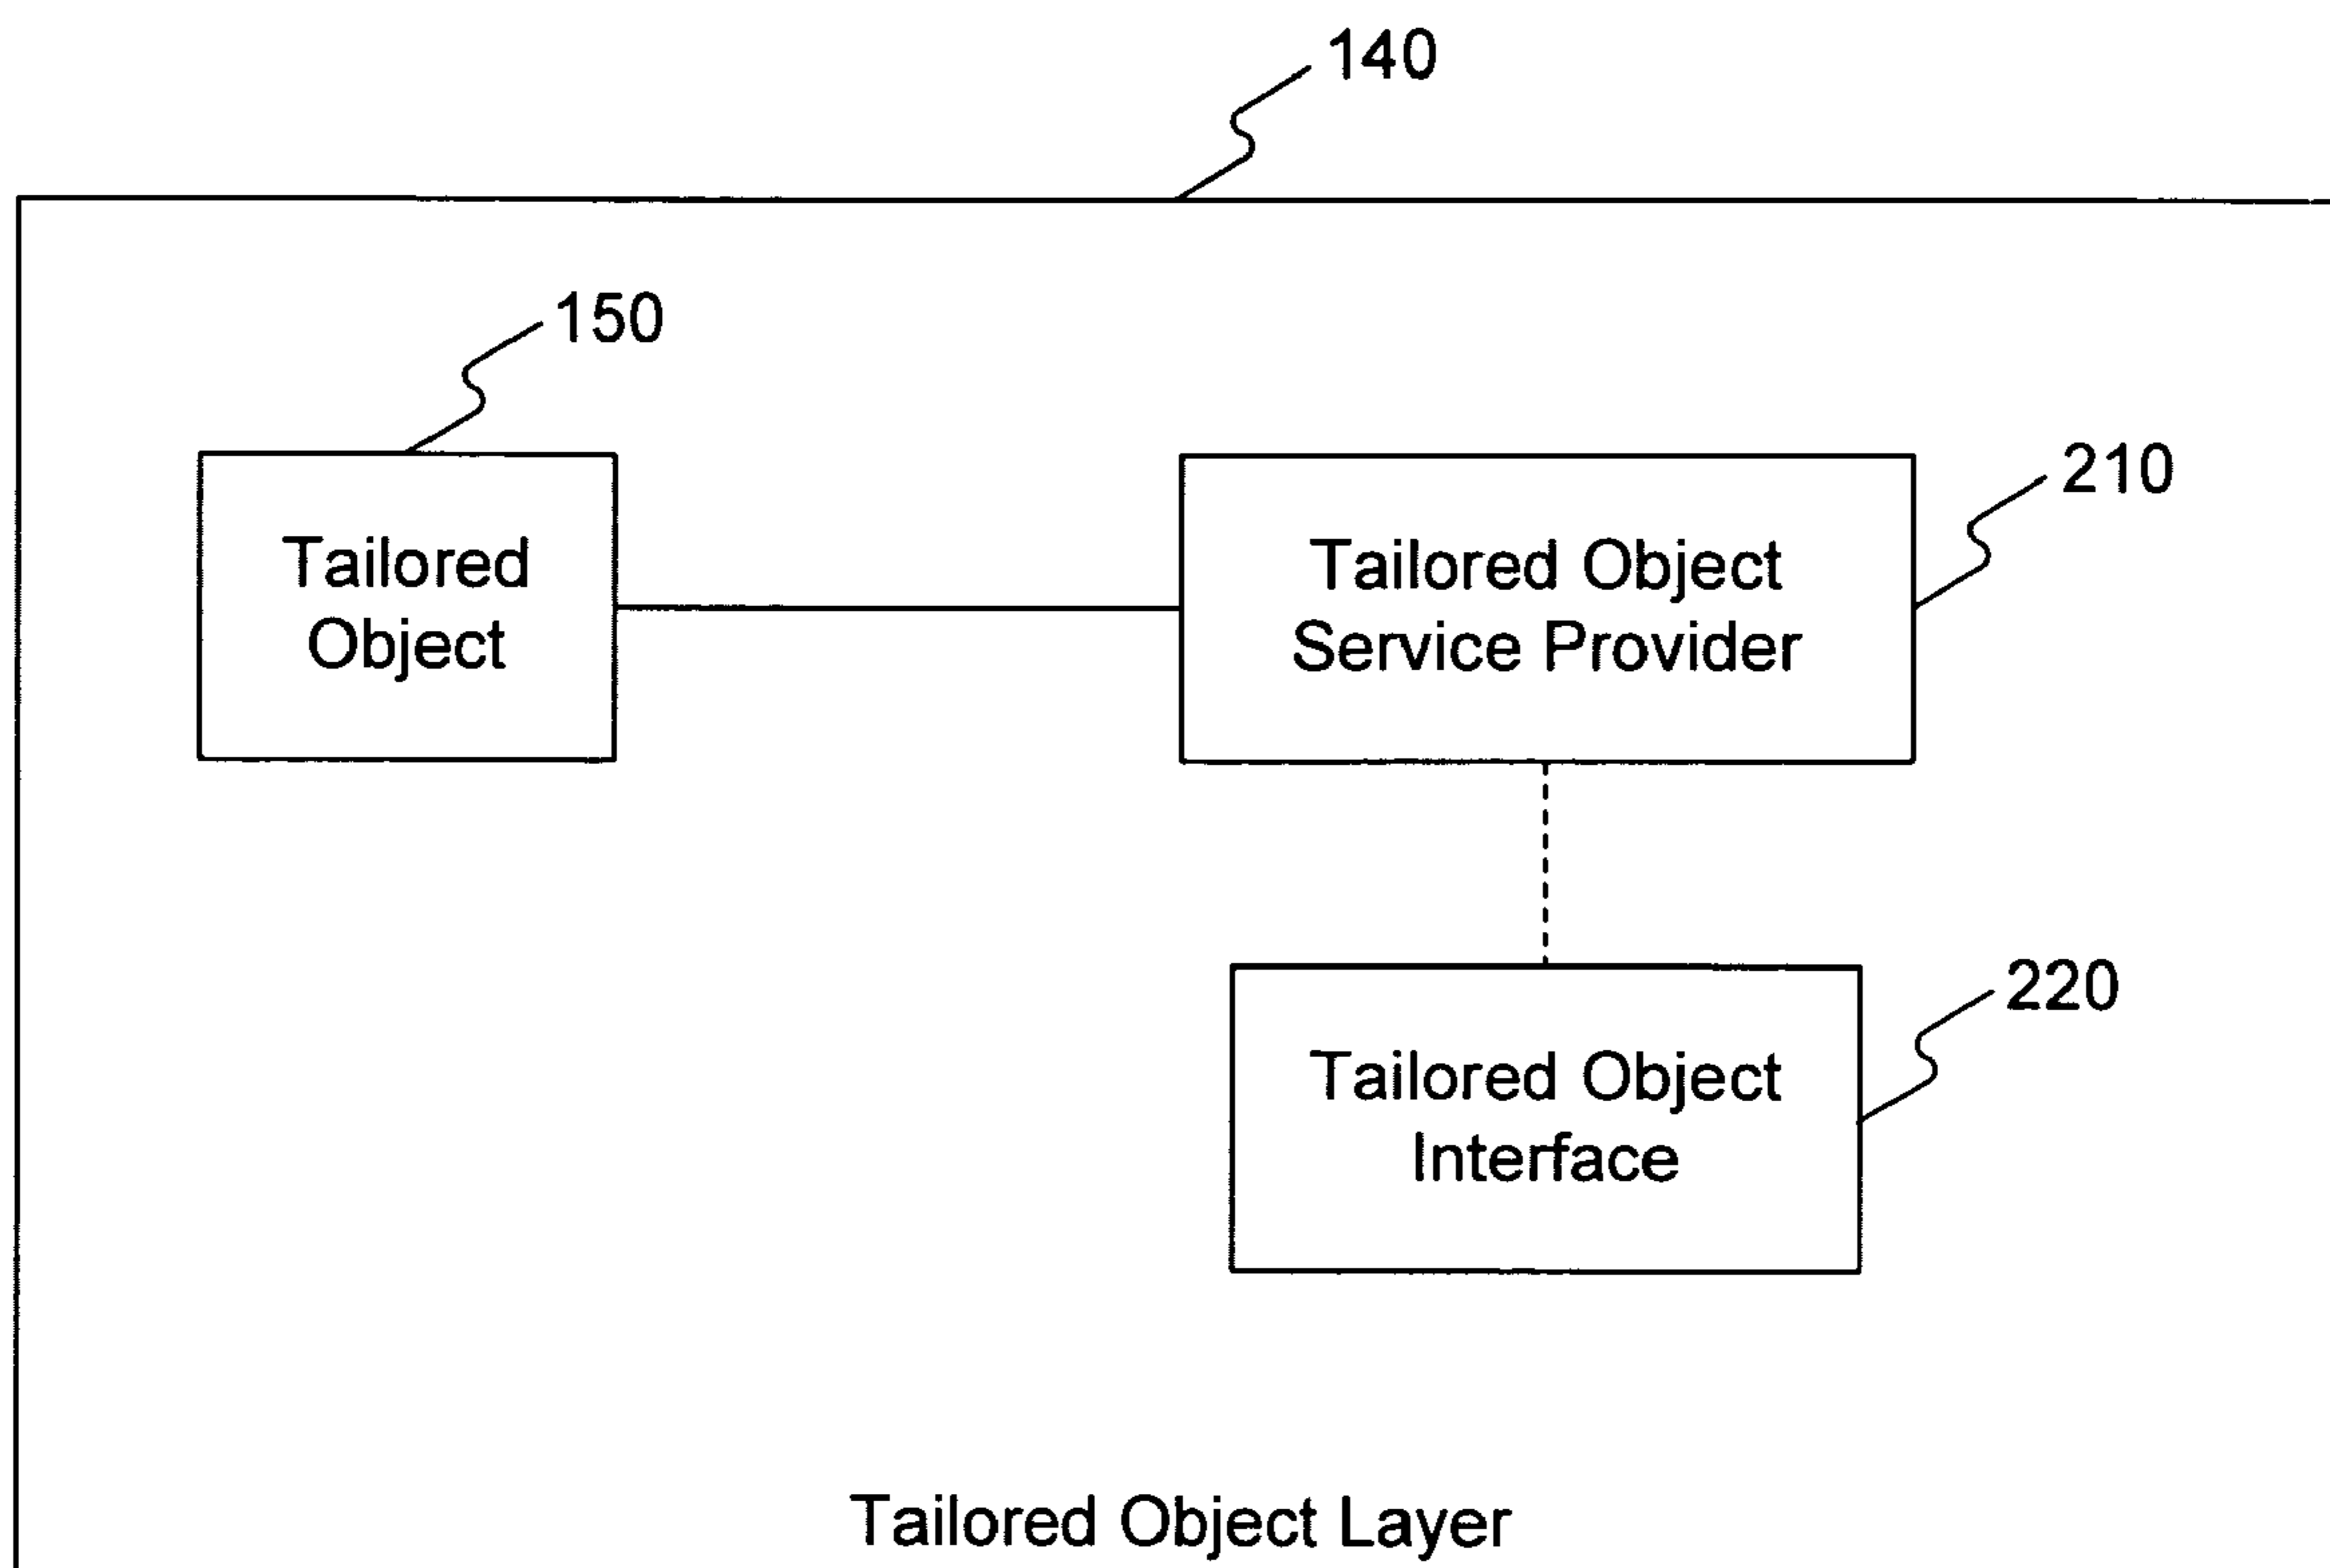 140
150
Tailored
Object
210
Tailored Object
Service Provider
220
Tailored Object
Interface
Tailored Object Layer